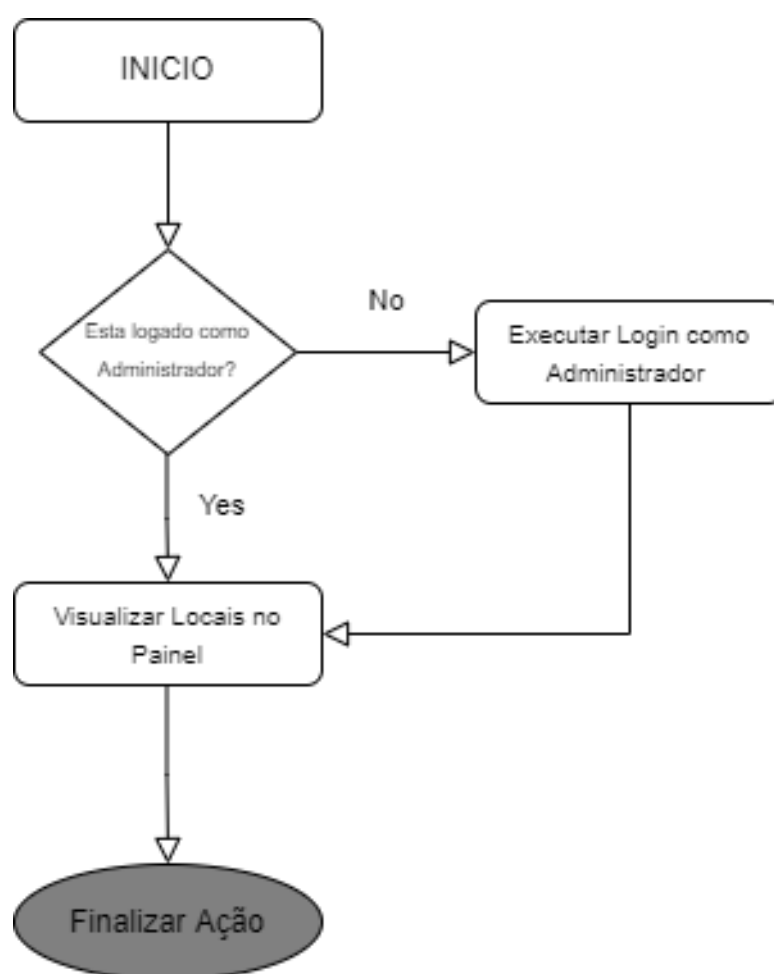 INICIO
Esta logado como
Administrador?
No
Executar Login como
Administrador
Yes
Visualizar Locais no
Painel
Finalizar Ação